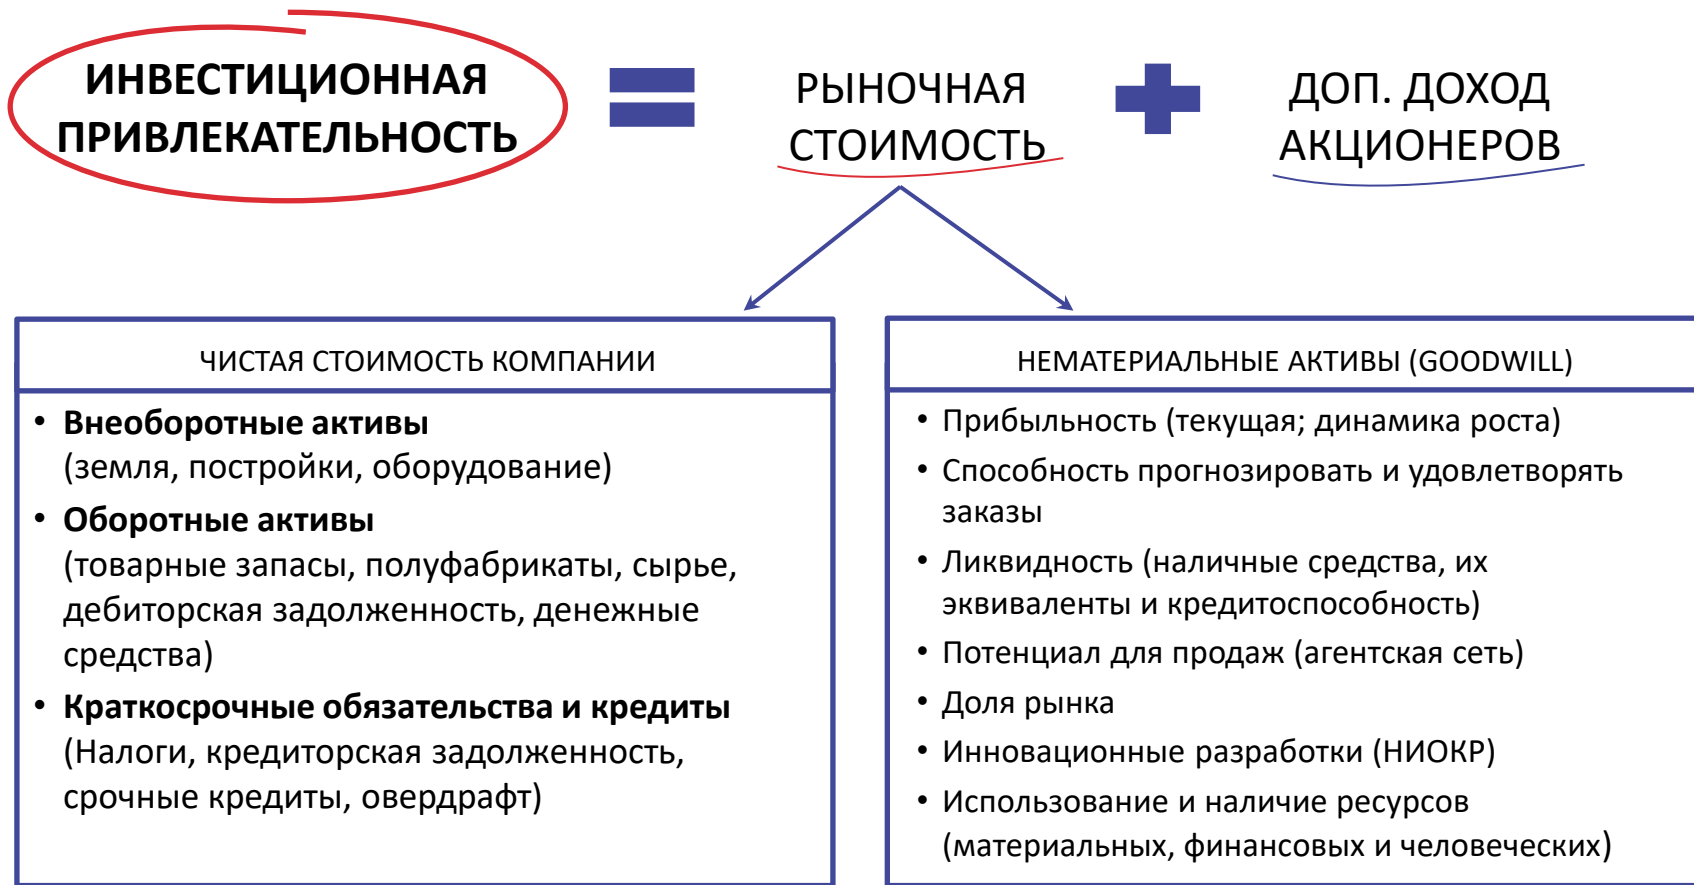 ИНВЕСТИЦИОННАЯ
ПРИВЛЕКАТЕЛЬНОСТЬ
РЫНОЧНАЯ
СТОИМОСТЬ
ДОП. ДОХОД
АКЦИОНЕРОВ
ЧИСТАЯ СТОИМОСТЬ КОМПАНИИ
• Внеоборотные активы
(земля, постройки, оборудование)
• Оборотные активы
(товарные запасы, полуфабрикаты, сырье,
дебиторская задолженность, денежные
средства)
• Краткосрочные обязательства и кредиты
(Налоги, кредиторская задолженность,
срочные кредиты, овердрафт)
НЕМАТЕРИАЛЬНЫЕ АКТИВЫ (GOODWILL)
• Прибыльность (текущая; динамика роста)
• Способность прогнозировать и удовлетворять
заказы
• Ликвидность (наличные средства, их
эквиваленты и кредитоспособность)
• Потенциал для продаж (агентская сеть)
• Доля рынка
• Инновационные разработки (НИОКР)
• Использование и наличие ресурсов
(материальных, финансовых и человеческих)